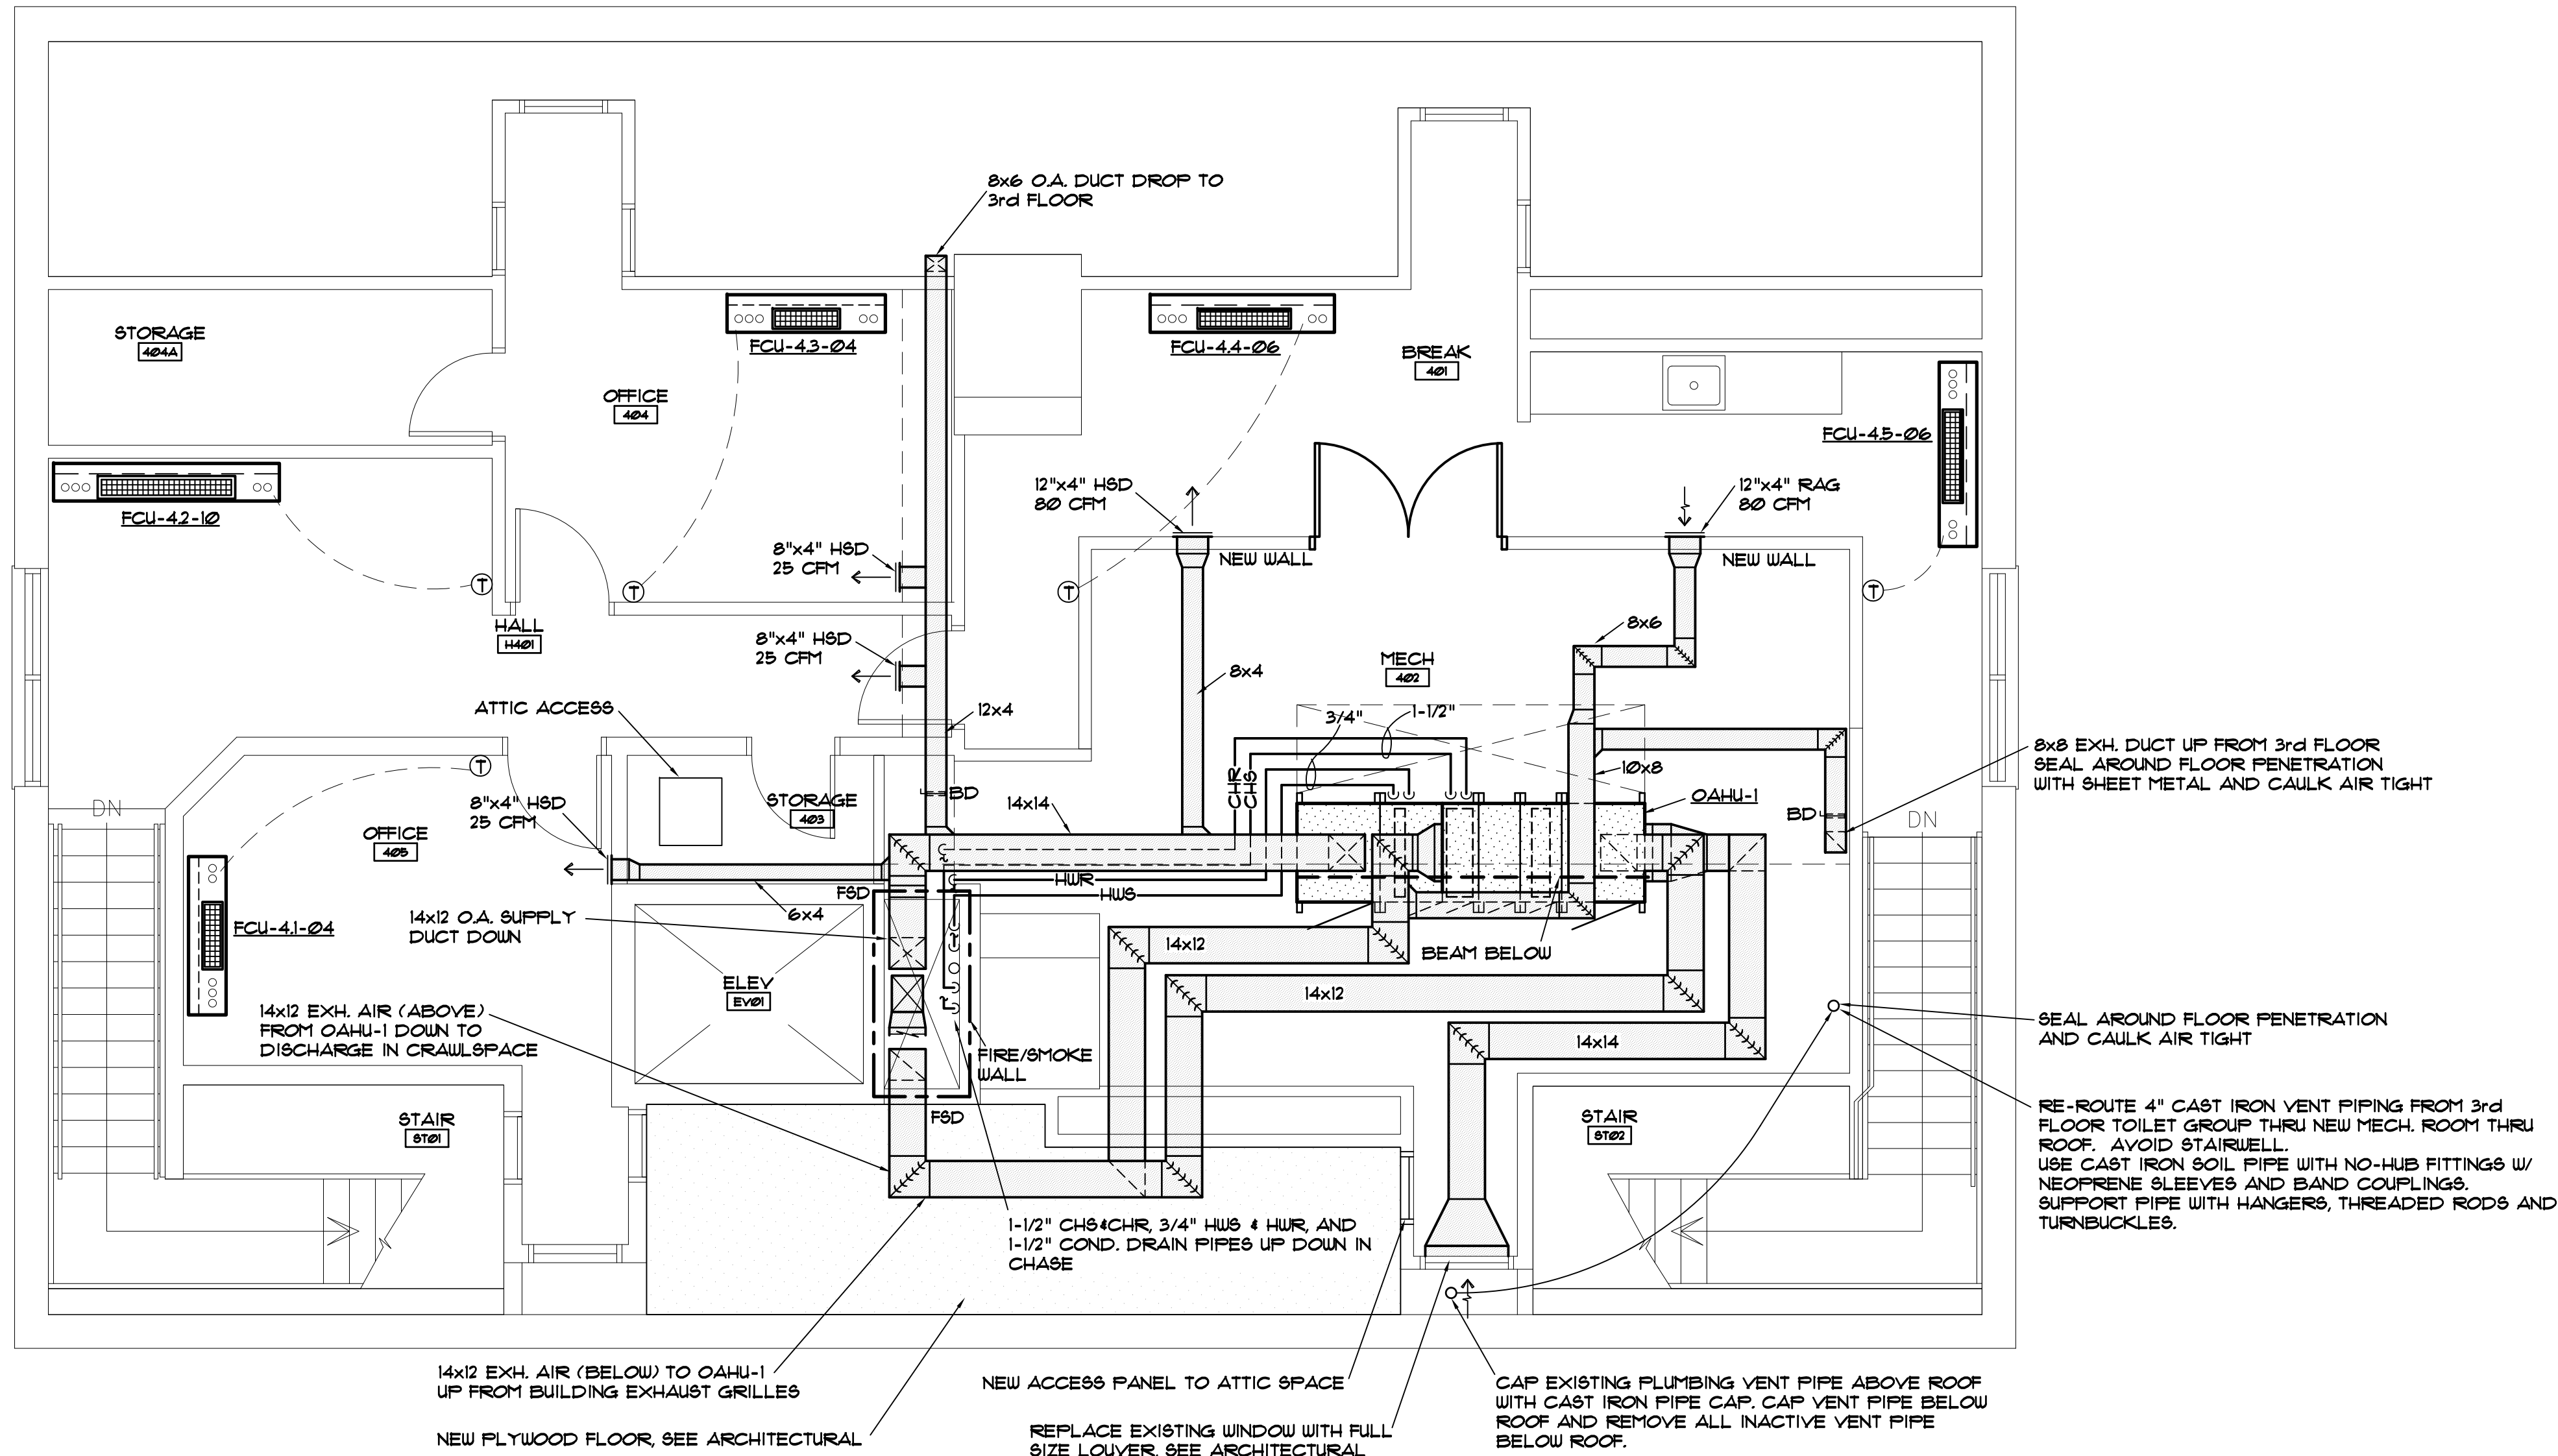 8x6 O.A. DUCT DROP TO
3rd FLOOR
STORAGE
404A
FCU-4.3-04
FCU-4.4-06
BREAK
401
OFFICE
404
FCU-4.5-06
12"x4" HSD
80 CFM
12"x4" RAG
80 CFM
FCU-4.2-10
8"x4" HSD
25 CFM
NEW WALL
NEW WALL
T
T
T
T
HALL
H401
8"x4" HSD
25 CFM
8x6
MECH
402
8x4
ATTIC ACCESS
12x4
3/4"
1-1/2"
8x8 EXH. DUCT UP FROM 3rd FLOOR
SEAL AROUND FLOOR PENETRATION
WITH SHEET METAL AND CAULK AIR TIGHT
T
10x8
CHR
CHS
BD
OAHU-1
DN
8"x4" HSD
25 CFM
STORAGE
403
14x14
BD
DN
OFFICE
405
HWR
HWS
FSD
6x4
14x12 O.A. SUPPLY
DUCT DOWN
FCU-4.1-04
14x12
BEAM BELOW
ELEV
EV01
14x12
14x12 EXH. AIR (ABOVE)
FROM OAHU-1 DOWN TO
DISCHARGE IN CRAWLSPACE
SEAL AROUND FLOOR PENETRATION
AND CAULK AIR TIGHT
FIRE/SMOKE
WALL
14x14
STAIR
ST01
FSD
STAIR
ST02
RE-ROUTE 4" CAST IRON VENT PIPING FROM 3rd
FLOOR TOILET GROUP THRU NEW MECH. ROOM THRU
ROOF. AVOID STAIRWELL.
USE CAST IRON SOIL PIPE WITH NO-HUB FITTINGS W/
NEOPRENE SLEEVES AND BAND COUPLINGS.
SUPPORT PIPE WITH HANGERS, THREADED RODS AND
TURNBUCKLES.
1-1/2" CHS&CHR, 3/4" HWS & HWR, AND
1-1/2" COND. DRAIN PIPES UP DOWN IN
CHASE
14x12 EXH. AIR (BELOW) TO OAHU-1
UP FROM BUILDING EXHAUST GRILLES
NEW ACCESS PANEL TO ATTIC SPACE
CAP EXISTING PLUMBING VENT PIPE ABOVE ROOF
WITH CAST IRON PIPE CAP. CAP VENT PIPE BELOW
ROOF AND REMOVE ALL INACTIVE VENT PIPE
BELOW ROOF.
NEW PLYWOOD FLOOR, SEE ARCHITECTURAL
REPLACE EXISTING WINDOW WITH FULL
SIZE LOUVER. SEE ARCHITECTURAL